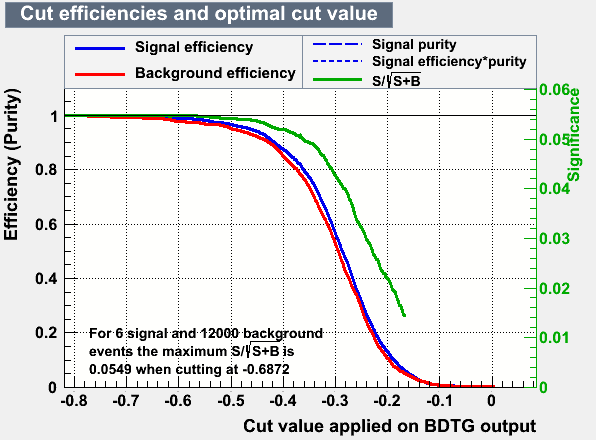 Cut efficiencies and optimal cut value
Signal efficiency
Background efficiency
Signal purity
Signal efficiency*purity
S/√S+B
Efficiency (Purity)
1
0.8
0.6
0.4
0.2
0
0.06
0.05
0.04
0.03
0.02
0.01
0
Significance
For 6 signal and 12000 background
events the maximum S/√S+B is
0.0549 when cutting at -0.6872
-0.8 -0.7 -0.6 -0.5 -0.4 -0.3 -0.2 -0.1 0
Cut value applied on BDTG output